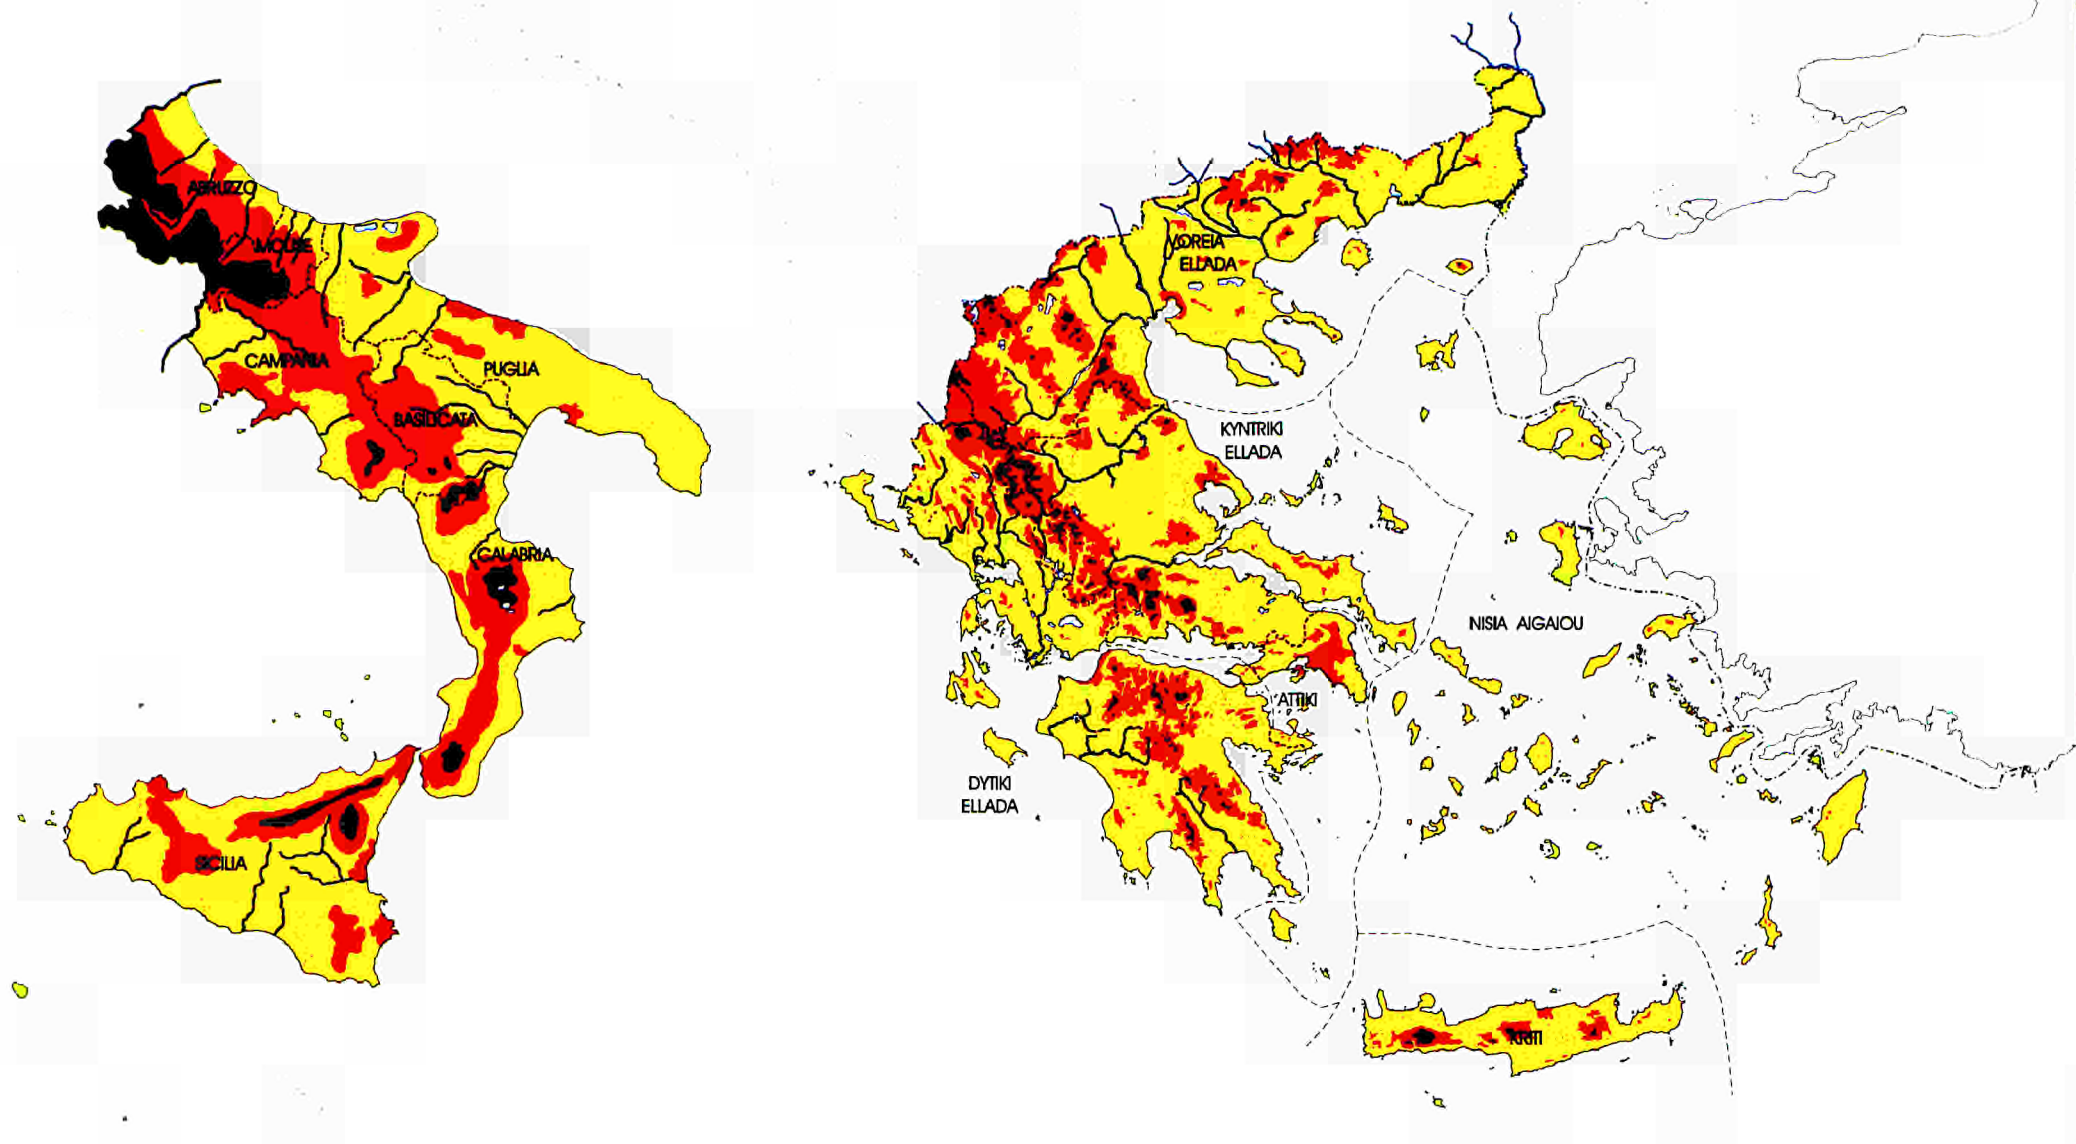 ABRUZZO
MOLISE
CAMPANIA
PUGLIA
BASILICATA
CALABRIA
SICILIA
VOREIA
ELLADA
KYNTRIKI
ELLADA
NISIA AIGAIOU
ATTIKI
DYTIKI
ELLADA
KRITI